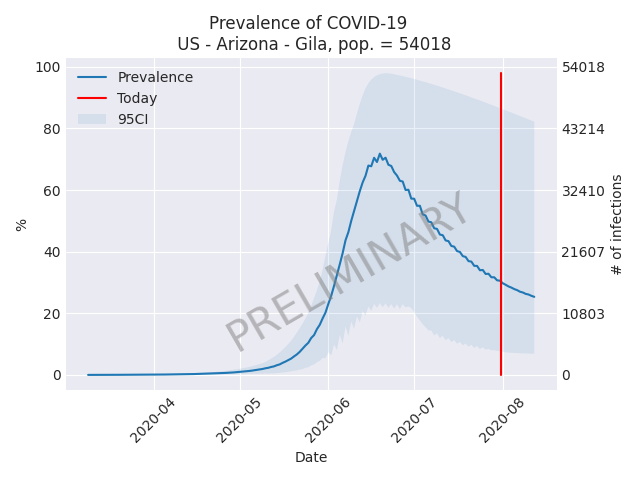 Prevalence of COVID-19
US - Arizona - Gila, pop. = 54018
100
80
60
40
20
0
%
Prevalence
Today
95CI
PRELIMINARY
54018
43214
32410
21607
10803
0
# of infections
2020-04
2020-05
2020-06
2020-07
2020-08
Date